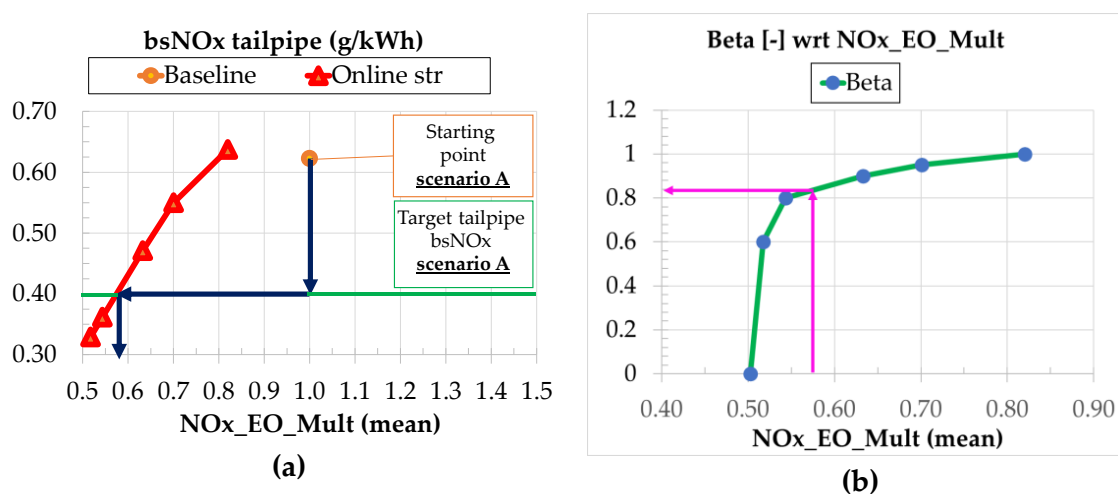 bsNOx tailpipe (g/kWh)
Baseline
Online str
0.70
0.60
0.50
0.40
0.30
Starting
point
scenario A
Target tailpipe
bsNOx
scenario A
0.5 0.6 0.7 0.8 0.9 1.0 1.1 1.2 1.3 1.4 1.5
NOx_EO_Mult (mean)
(a)
Beta [-] wrt NOx_EO_Mult
Beta
1.2
1
0.8
0.6
0.4
0.2
0
0.40 0.50 0.60 0.70 0.80 0.90
NOx_EO_Mult (mean)
(b)